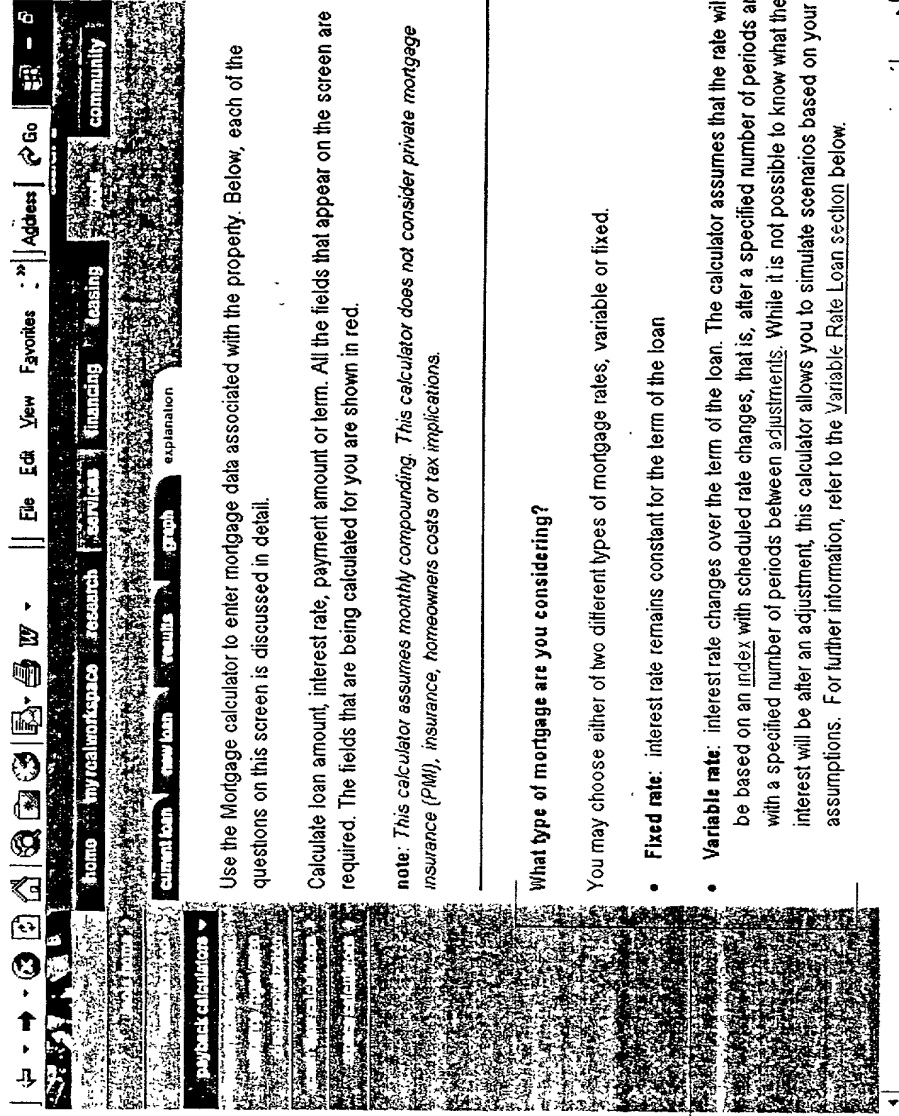 File Edit View Favorites » Address Go
home my/realworkspace research services financing leasing community
current loan new loan results graph explanation
payback calculators
Use the Mortgage calculator to enter mortgage data associated with the property. Below, each of the
questions on this screen is discussed in detail.
Calculate loan amount, interest rate, payment amount or term. All the fields that appear on the screen are
required. The fields that are being calculated for you are shown in red.
note: This calculator assumes monthly compounding. This calculator does not consider private mortgage
insurance (PMI), insurance, homeowners costs or tax implications.
What type of mortgage are you considering?
You may choose either of two different types of mortgage rates, variable or fixed.
• Fixed rate: interest rate remains constant for the term of the loan
• Variable rate: interest rate changes over the term of the loan. The calculator assumes that the rate wil
be based on an index with scheduled rate changes, that is, after a specified number of periods a
with a specified number of periods between adjustments. While it is not possible to know what the
interest will be after an adjustment, this calculator allows you to simulate scenarios based on your
assumptions. For further information, refer to the Variable Rate Loan section below.